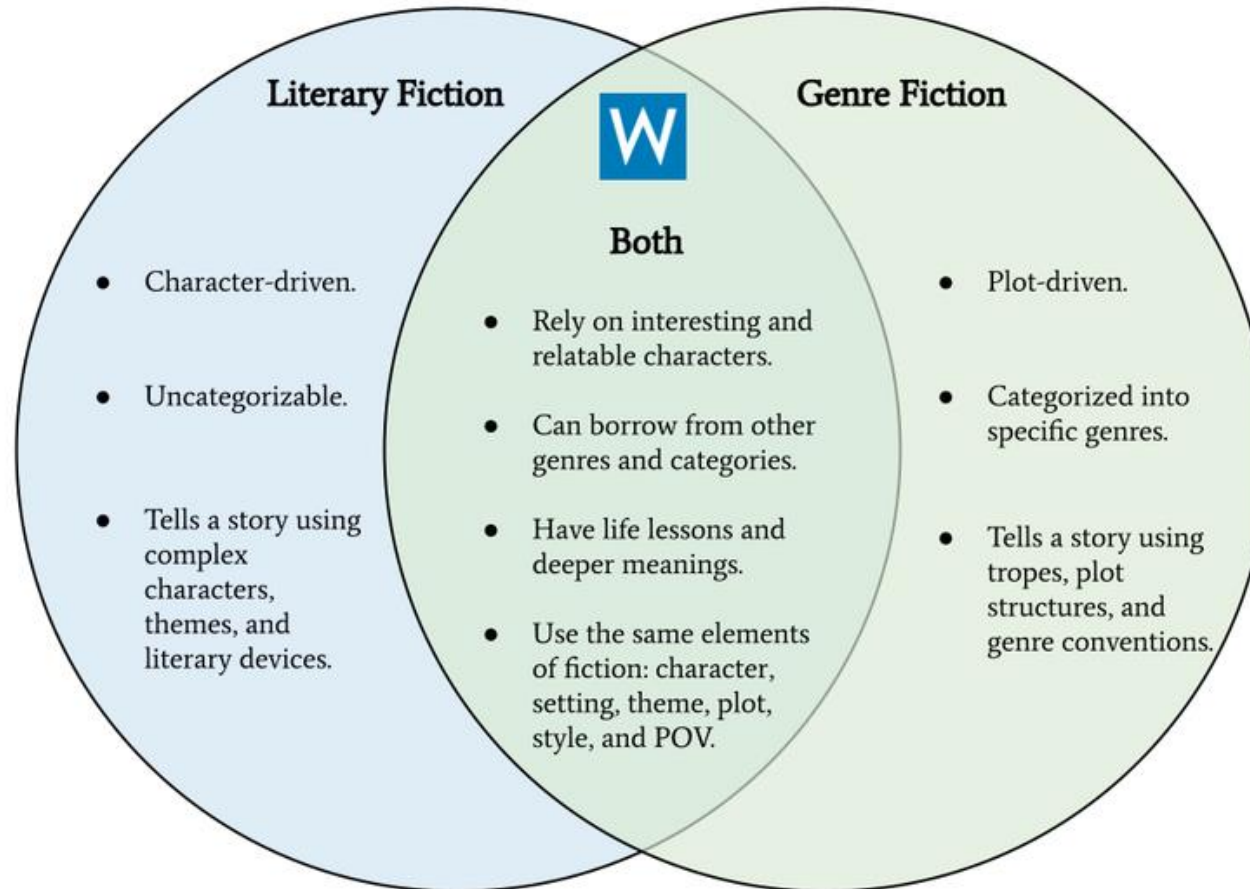 Literary Fiction
● Character-driven.
● Uncategorizable.
● Tells a story using
complex
characters,
themes, and
literary devices.
W
Both
● Rely on interesting and
relatable characters.
● Can borrow from other
genres and categories.
● Have life lessons and
deeper meanings.
● Use the same elements
of fiction: character,
setting, theme, plot,
style, and POV.
Genre Fiction
● Plot-driven.
● Categorized into
specific genres.
● Tells a story using
tropes, plot
structures, and
genre conventions.